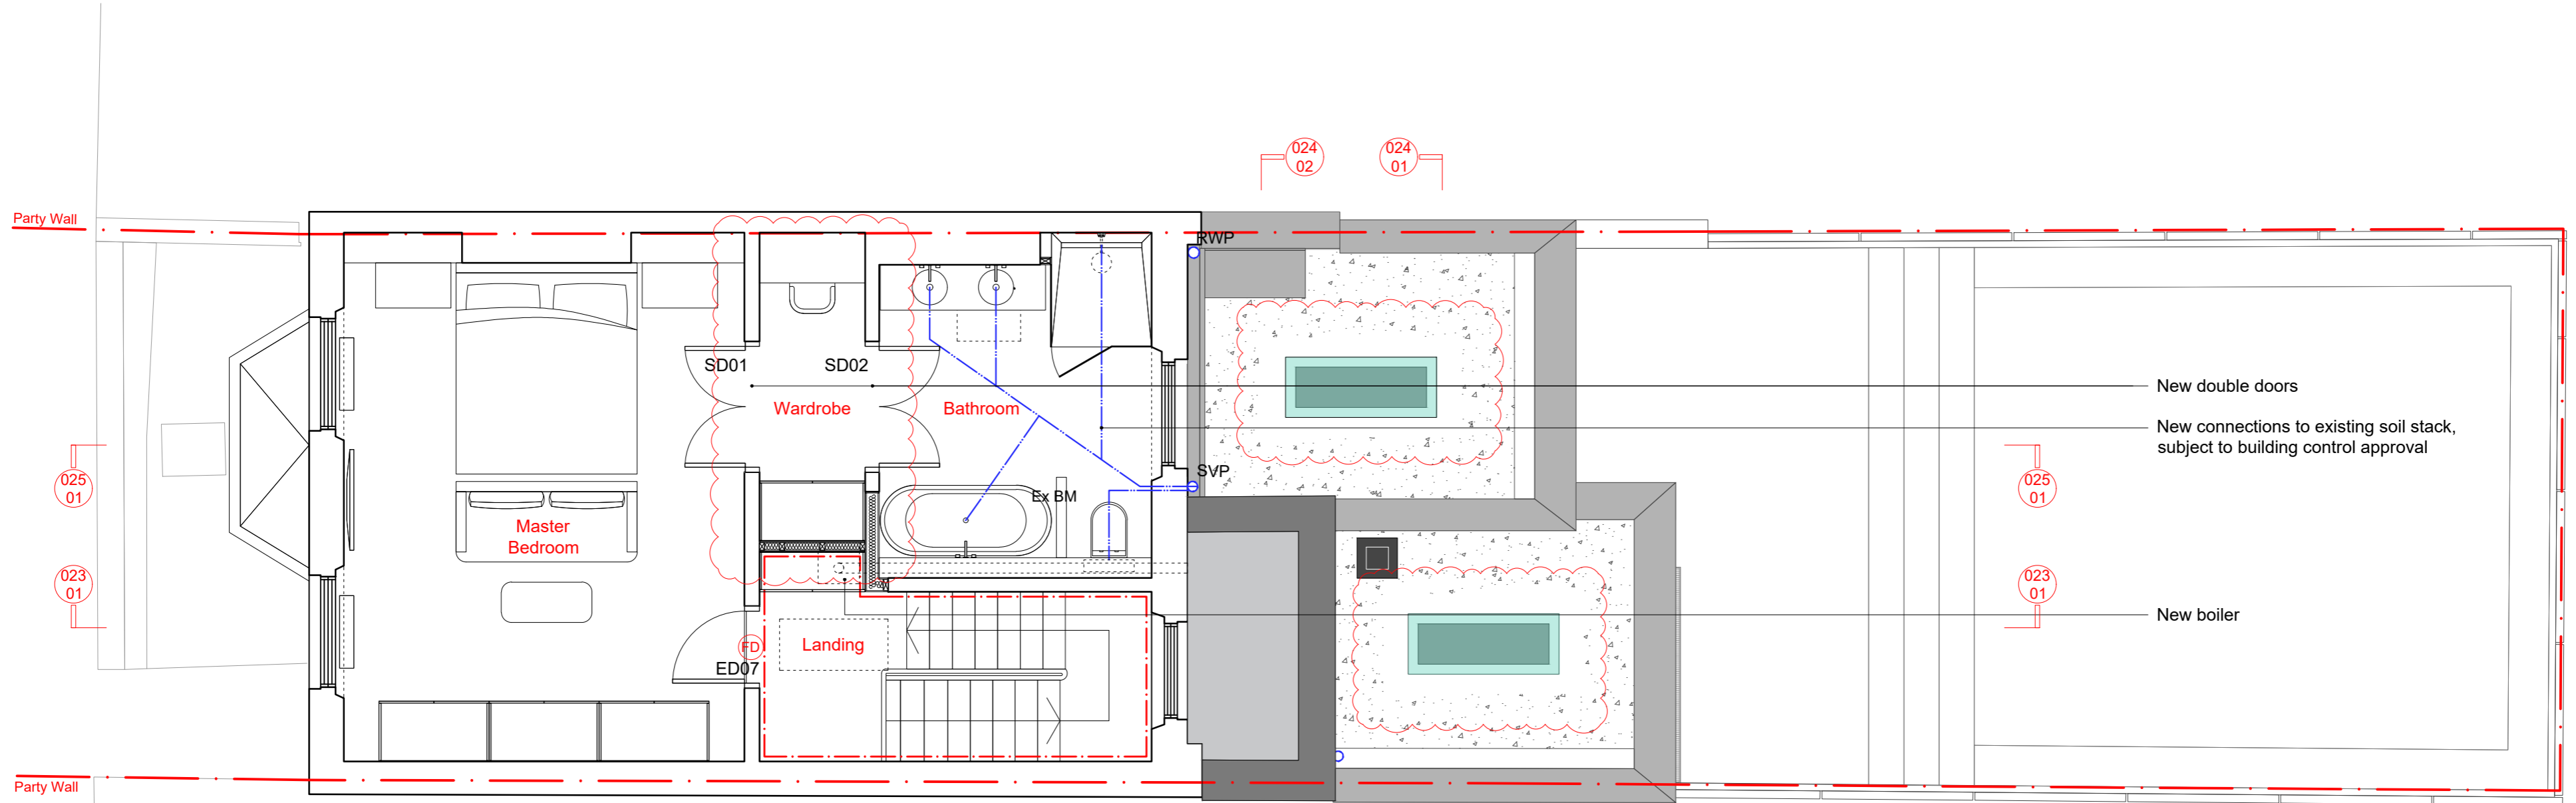 024
02
024
01
Party Wall
RWP
SD01
SD02
New double doors
Wardrobe
Bathroom
New connections to existing soil stack,
subject to building control approval
025
01
SVP
025
01
Ex BM
Master
Bedroom
023
01
023
01
New boiler
FD
Landing
ED07
Party Wall